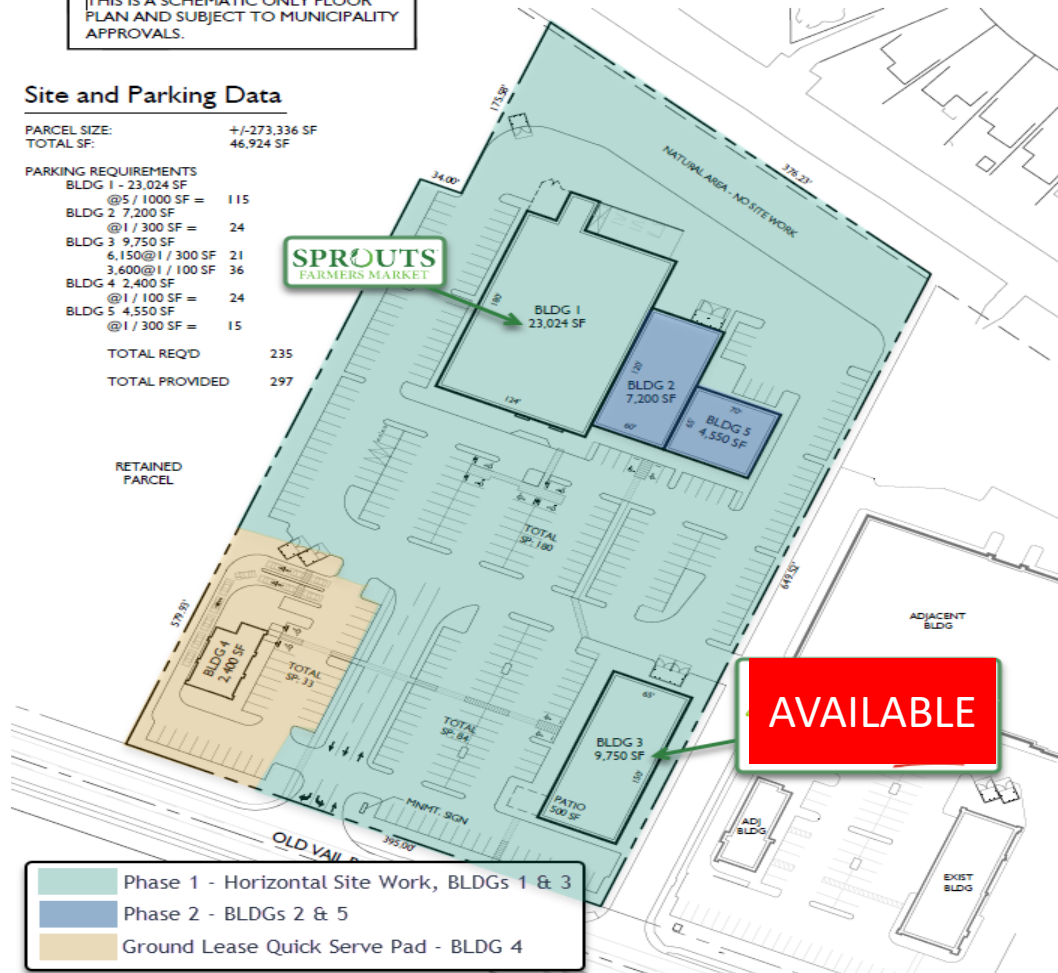 THIS IS A SCHEMATIC ONLY FLOOR
PLAN AND SUBJECT TO MUNICIPALITY
APPROVALS.
Site and Parking Data
PARCEL SIZE: +/-273,336 SF
TOTAL SF: 46,924 SF
PARKING REQUIREMENTS
BLDG 1 - 23,024 SF
@5 / 1000 SF = 115
BLDG 2 7,200 SF
@1 / 300 SF = 24
BLDG 3 9,750 SF
6,150@1 / 300 SF 21
3,600@1 / 100 SF 36
BLDG 4 2,400 SF
@1 / 100 SF = 24
BLDG 5 4,550 SF
@1 / 300 SF = 15
TOTAL REQ'D 235
TOTAL PROVIDED 297
RETAINED
PARCEL
175.58'
34.00'
376.23'
NATURAL AREA - NO SITE WORK
SPROUTS
FARMERS MARKET
BLDG 1
23,024 SF
180'
124'
BLDG 2
7,200 SF
120'
60'
BLDG 5
4,550 SF
70'
65'
TOTAL
SP: 180
649.52'
579.93'
BLDG 4
2,400 SF
TOTAL
SP: 33
TOTAL
SP: 84
65'
BLDG 3
9,750 SF
150'
PATIO
500 SF
ADJACENT
BLDG
AVAILABLE
ADJ
BLDG
EXIST
BLDG
MNMT. SIGN
395.00'
OLD VAIL
Phase 1 - Horizontal Site Work, BLDGs 1 & 3
Phase 2 - BLDGs 2 & 5
Ground Lease Quick Serve Pad - BLDG 4